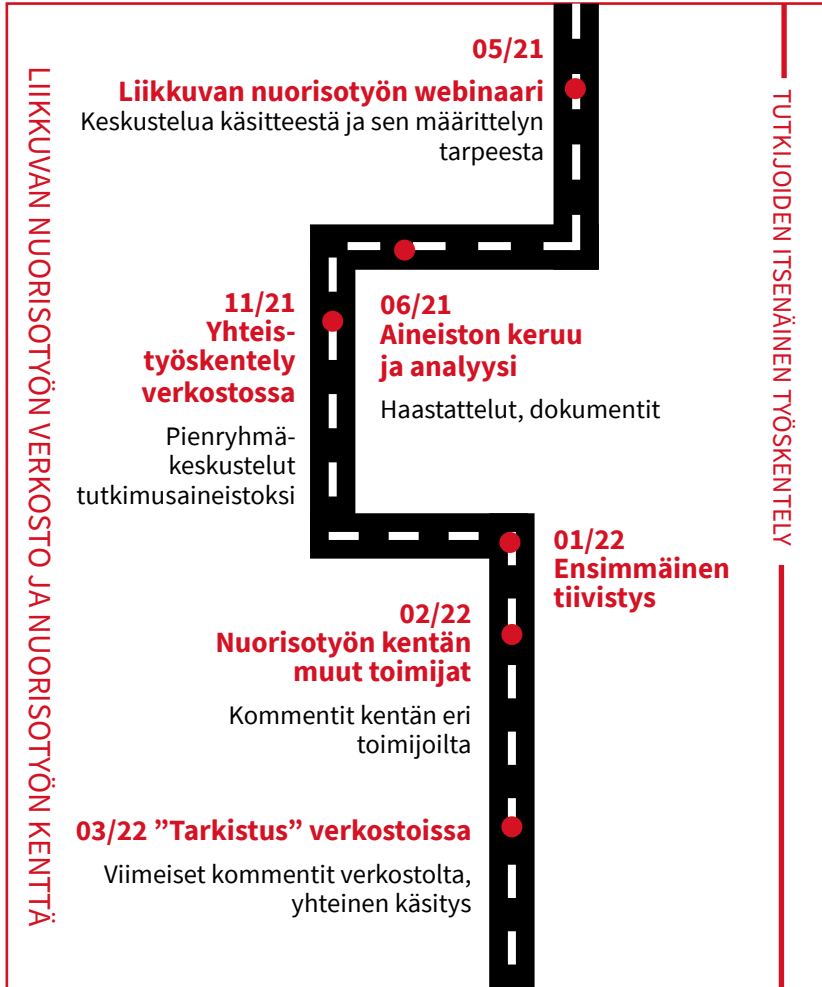 LIIKKUVAN NUORISOTYÖN VERKOSTO JA NUORISOTYÖN KENTTÄ
05/21
Liikkuvan nuorisotyön webinaari
Keskustelua käsitteestä ja sen määrittelyn
tarpeesta
06/21
Aineiston keruu
ja analyysi
Haastattelut, dokumentit
11/21
Yhteis-
työskentely
verkostossa
Pienryhmä-
keskustelut
tutkimusaineistoksi
01/22
Ensimmäinen
tiivistys
02/22
Nuorisotyön kentän
muut toimijat
Kommentit kentän eri
toimijoilta
03/22 ”Tarkistus” verkostoissa
Viimeiset kommentit verkostolta,
yhteinen käsitys
TUTKIJOIDEN ITSENÄINEN TYÖSKENTELY